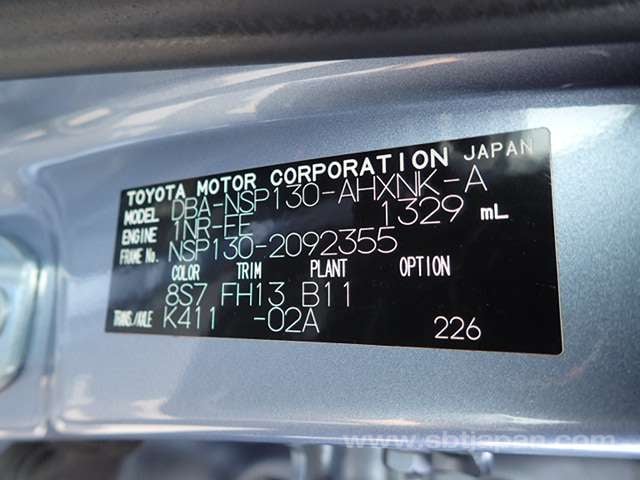 TOYOTA MOTOR CORPORATION JAPAN
MODEL DBA-NSP130-AHXNK-A
ENGINE 1NR-FE 1329 mL
FRAME No. NSP130-2092355
COLOR TRIM PLANT OPTION
8S7 FH13 B11
TRANS./AXLE K411 -02A 226
www.sbtjapan.com